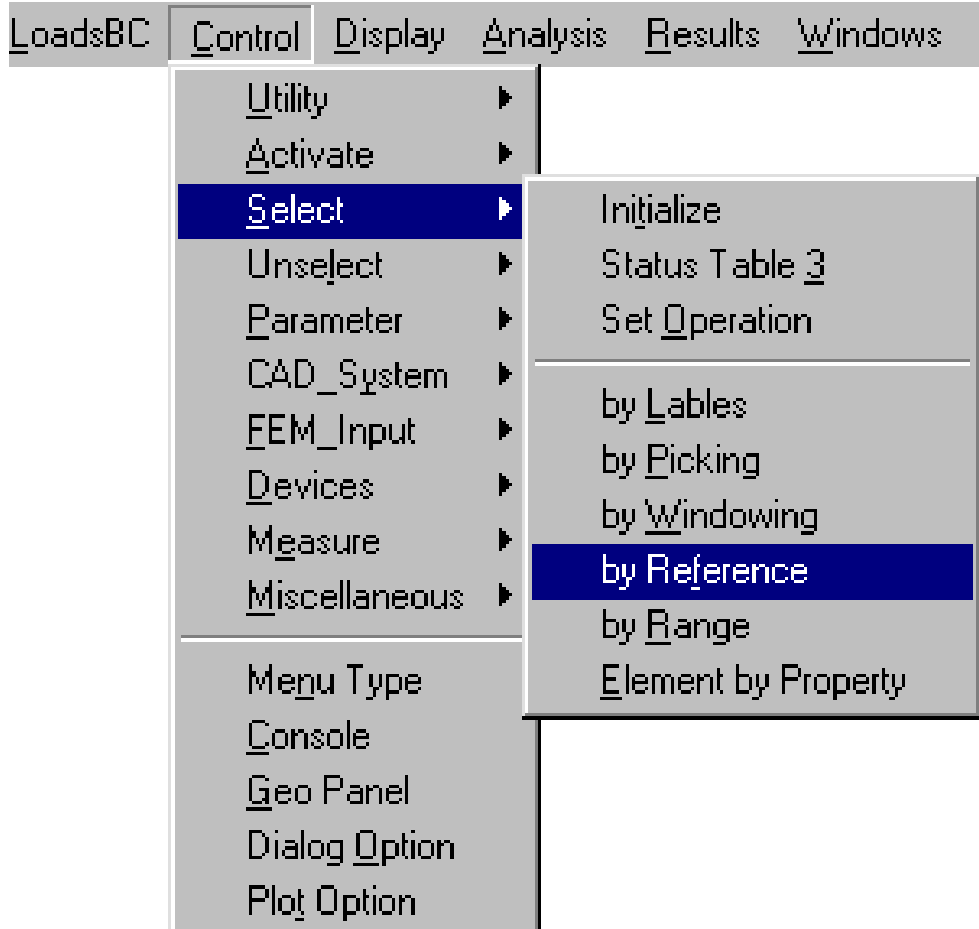 LoadsBC Control Display Analysis Results Windows
Utility
Activate
Select
Unselect
Parameter
CAD_System
FEM_Input
Devices
Measure
Miscellaneous
Menu Type
Console
Geo Panel
Dialog Option
Plot Option
Initialize
Status Table 3
Set Operation
by Lables
by Picking
by Windowing
by Reference
by Range
Element by Property